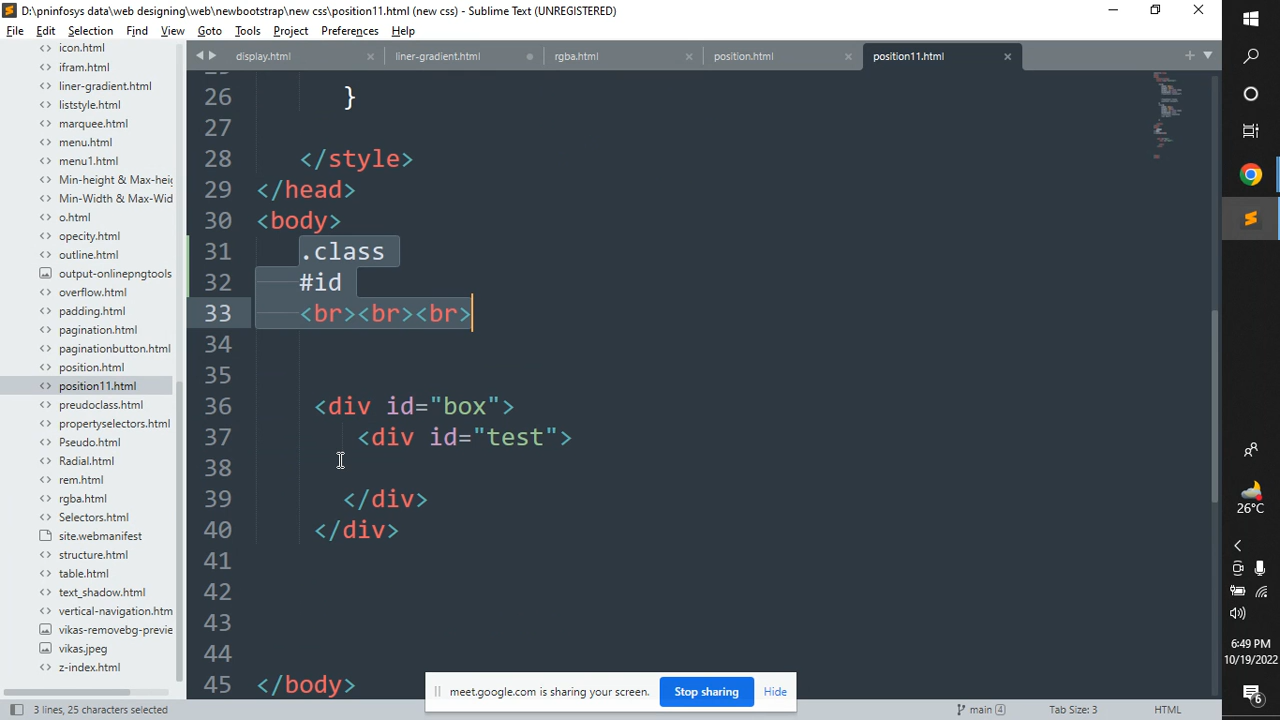 D:\pninfosys data\web designing\web\newbootstrap\new css\position11.html (new css) - Sublime Text (UNREGISTERED)
File Edit Selection Find View Goto Tools Project Preferences Help
icon.html
ifram.html
liner-gradient.html
liststyle.html
marquee.html
menu.html
menu1.html
Min-height & Max-heig
Min-Width & Max-Wid
o.html
opecity.html
outline.html
output-onlinepngtools
overflow.html
padding.html
pagination.html
paginationbutton.html
position.html
position11.html
preudoclass.html
propertyselectors.html
Pseudo.html
Radial.html
rem.html
rgba.html
Selectors.html
site.webmanifest
structure.html
table.html
text_shadow.html
vertical-navigation.htm
vikas-removebg-previe
vikas.jpeg
z-index.html
display.html liner-gradient.html rgba.html position.html position11.html
26 }
27
28 </style>
29 </head>
30 <body>
31 .class
32 #id
33 <br><br><br>
34
35
36 <div id="box">
37 <div id="test">
38
39 </div>
40 </div>
41
42
43
44
45 </body>
meet.google.com is sharing your screen. Stop sharing Hide
3 lines, 25 characters selected main 4 Tab Size: 3 HTML
26°C
6:49 PM
10/19/2022
6